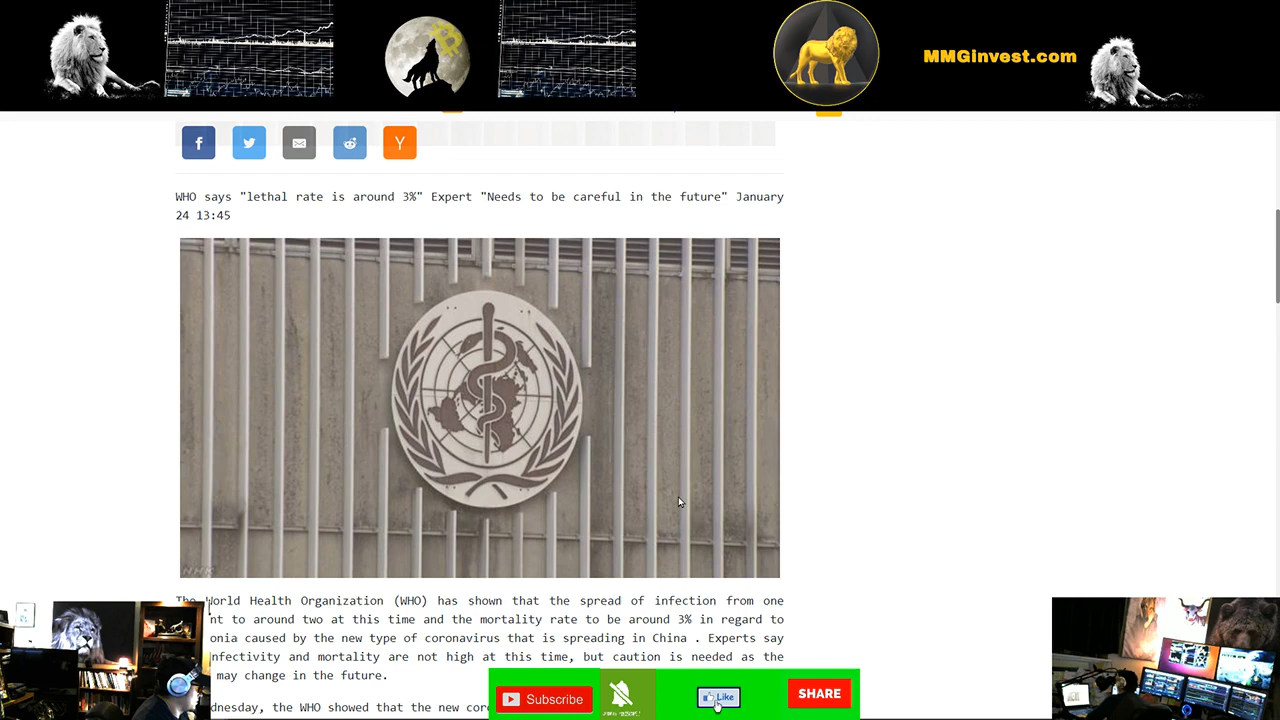 MMGinvest.com
f
Y
WHO says "lethal rate is around 3%" Expert "Needs to be careful in the future" January
24 13:45
NHK
The World Health Organization (WHO) has shown that the spread of infection from one
nt to around two at this time and the mortality rate to be around 3% in regard to
onia caused by the new type of coronavirus that is spreading in China . Experts say
nfectivity and mortality are not high at this time, but caution is needed as the
may change in the future.
dnesday, the WHO showed that the new cor
Subscribe
Like
SHARE